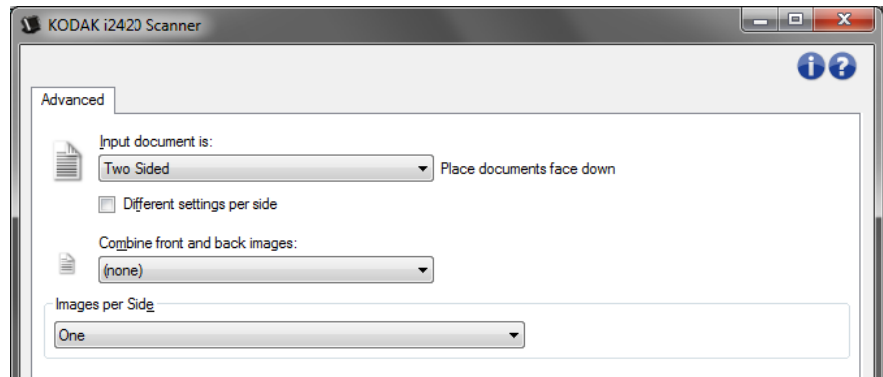 KODAK i2420 Scanner
Advanced
Input document is:
Two Sided Place documents face down
Different settings per side
Combine front and back images:
(none)
Images per Side
One